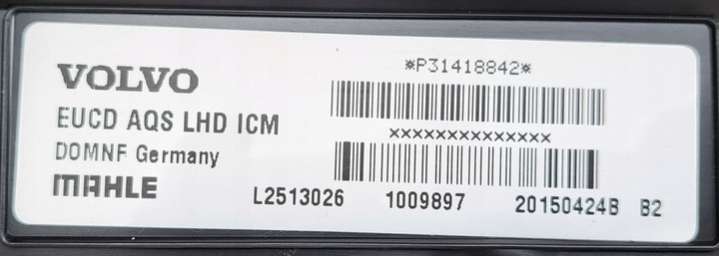 VOLVO
*P31418842*
EUCD AQS LHD ICM
xxxxxxxxxxxxxx
DOMNF Germany
MAHLE
L2513026 1009897 20150424B B2